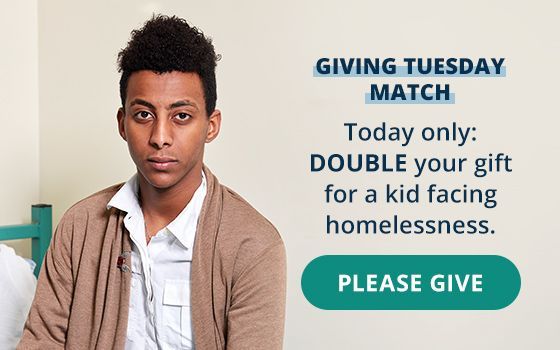 GIVING TUESDAY
MATCH
Today only:
DOUBLE your gift
for a kid facing
homelessness.
PLEASE GIVE